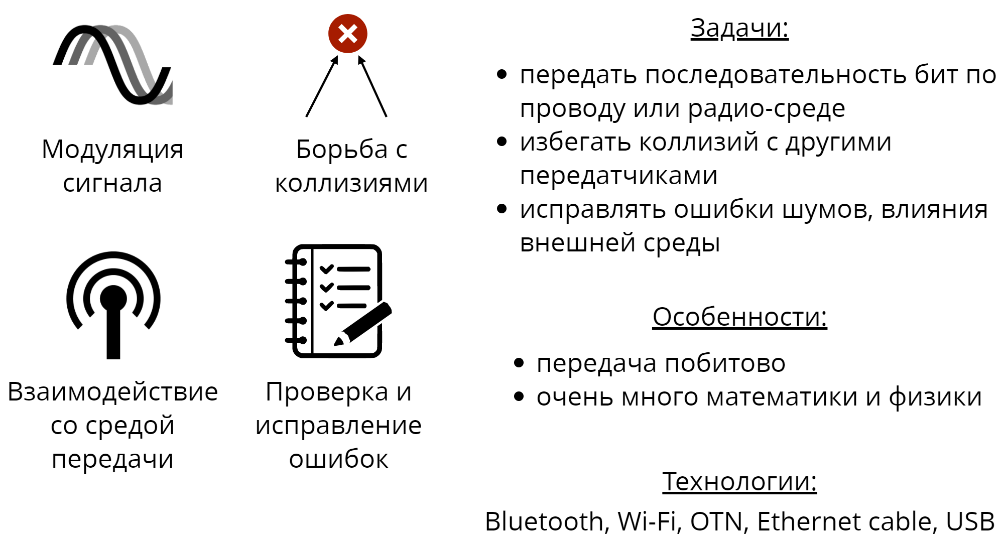 Модуляция
сигнала
Борьба с
коллизиями
Взаимодействие
со средой
передачи
Проверка и
исправление
ошибок
Задачи:
передать последовательность бит по
проводу или радио-среде
избегать коллизий с другими
передатчиками
исправлять ошибки шумов, влияния
внешней среды
Особенности:
передача побитово
очень много математики и физики
Технологии:
Bluetooth, Wi-Fi, OTN, Ethernet cable, USB